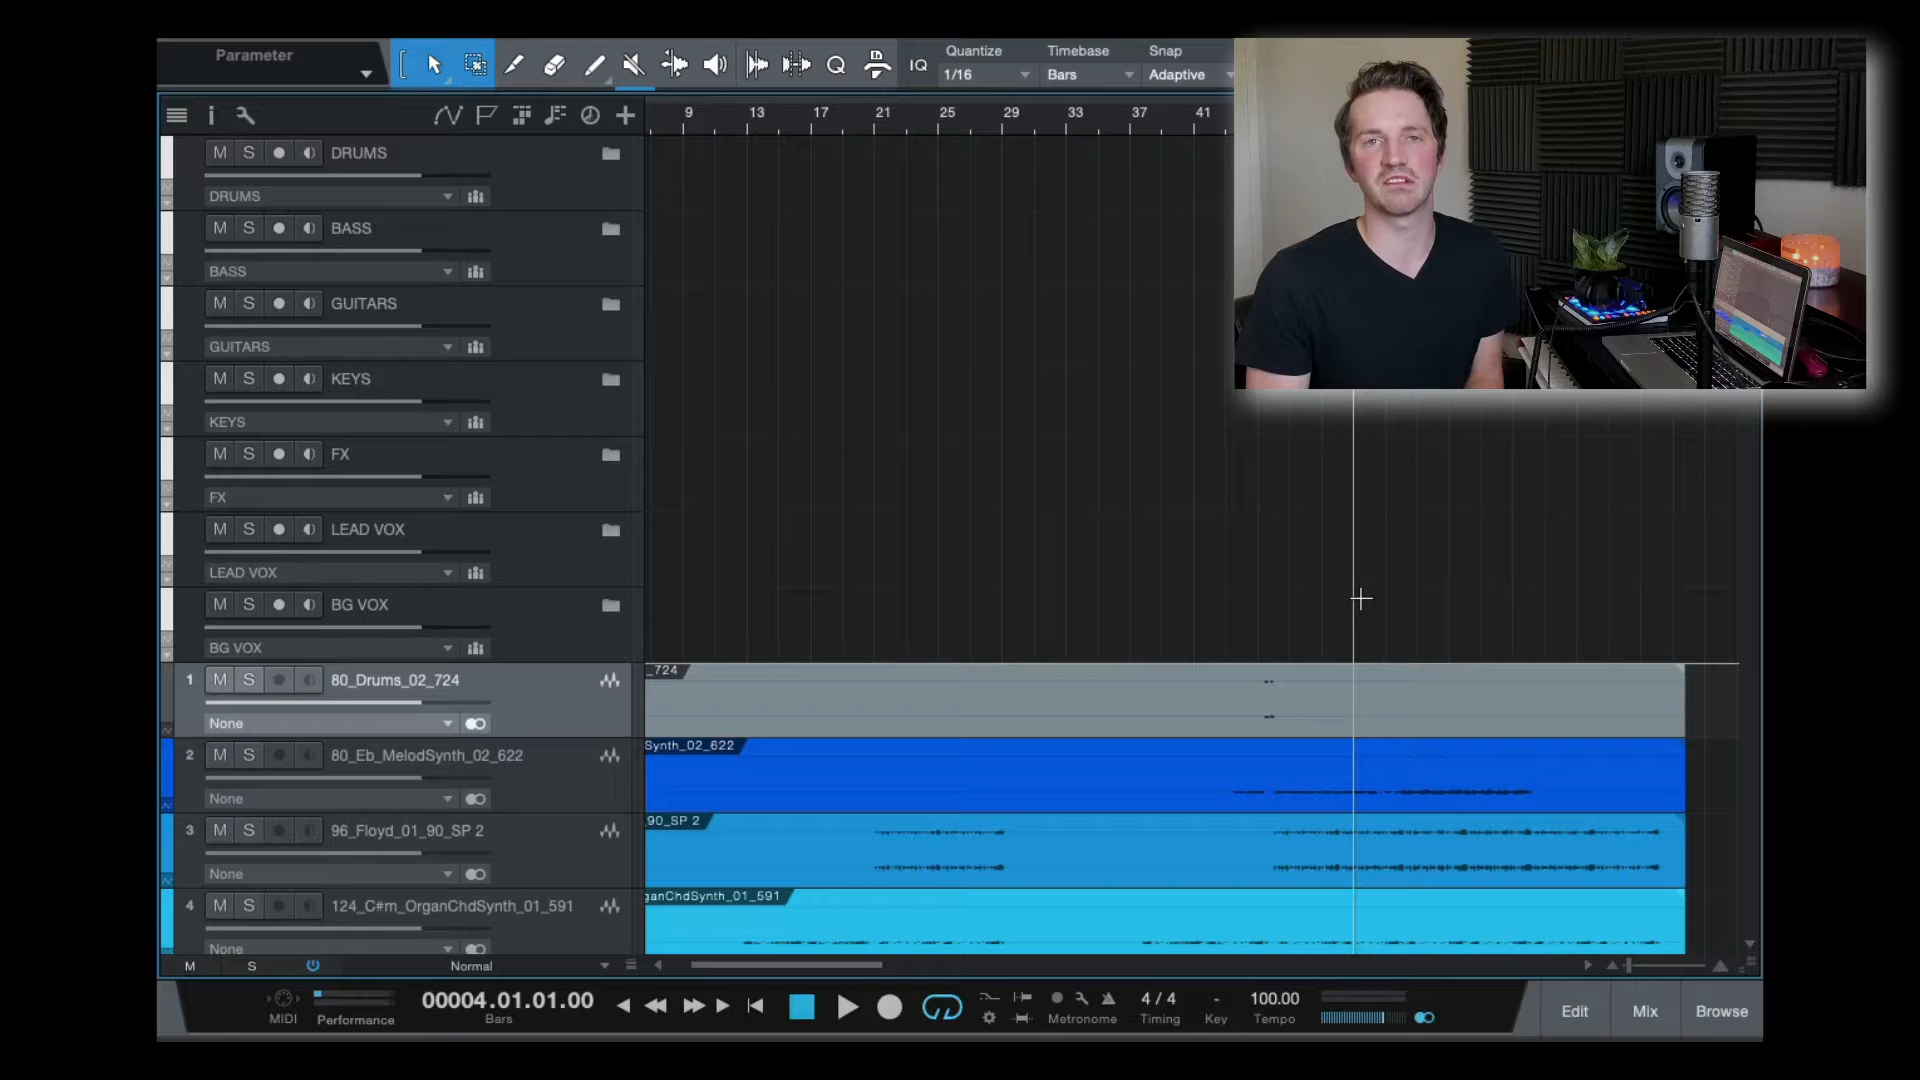 Parameter
Quantize Timebase Snap
1/16 Bars Adaptive
IQ
9 13 17 21 25 29 33 37 41
M S DRUMS
DRUMS
M S BASS
BASS
M S GUITARS
GUITARS
M S KEYS
KEYS
M S FX
FX
M S LEAD VOX
LEAD VOX
M S BG VOX
BG VOX
1 M S 80_Drums_02_724
_724
None
2 M S 80_Eb_MelodSynth_02_622
Synth_02_622
None
3 M S 96_Floyd_01_90_SP 2
90_SP 2
None
4 M S 124_C#m_OrganChdSynth_01_591
ganChdSynth_01_591
None
M S Normal
MIDI Performance
00004.01.01.00
Bars
Metronome
4 / 4
Timing
-
Key
100.00
Tempo
Edit Mix Browse